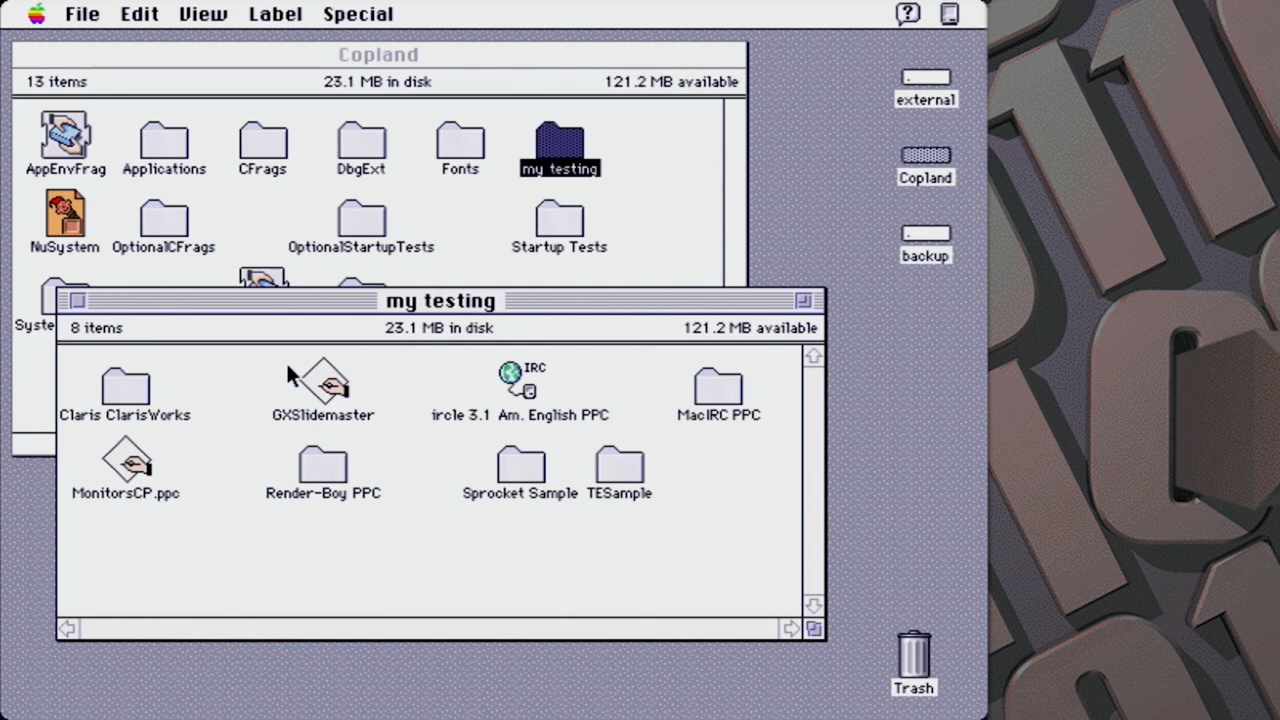 File Edit View Label Special
Copland
13 items 23.1 MB in disk 121.2 MB available
external
AppEnvFrag Applications CFrags DbgExt Fonts my testing
Copland
NuSystem OptionalCFrags OptionalStartupTests Startup Tests
backup
my testing
Syste
8 items 23.1 MB in disk 121.2 MB available
IRC
Claris ClarisWorks GXSlidemaster ircle 3.1 Am. English PPC MacIRC PPC
MonitorsCP.ppc Render-Boy PPC Sprocket Sample TESample
Trash